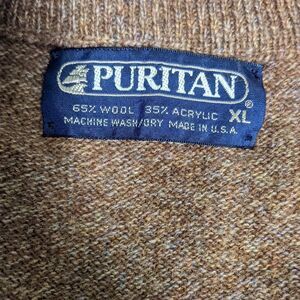 PURITAN®
65% WOOL 35% ACRYLIC XL
MACHINE WASH/DRY MADE IN U.S.A.